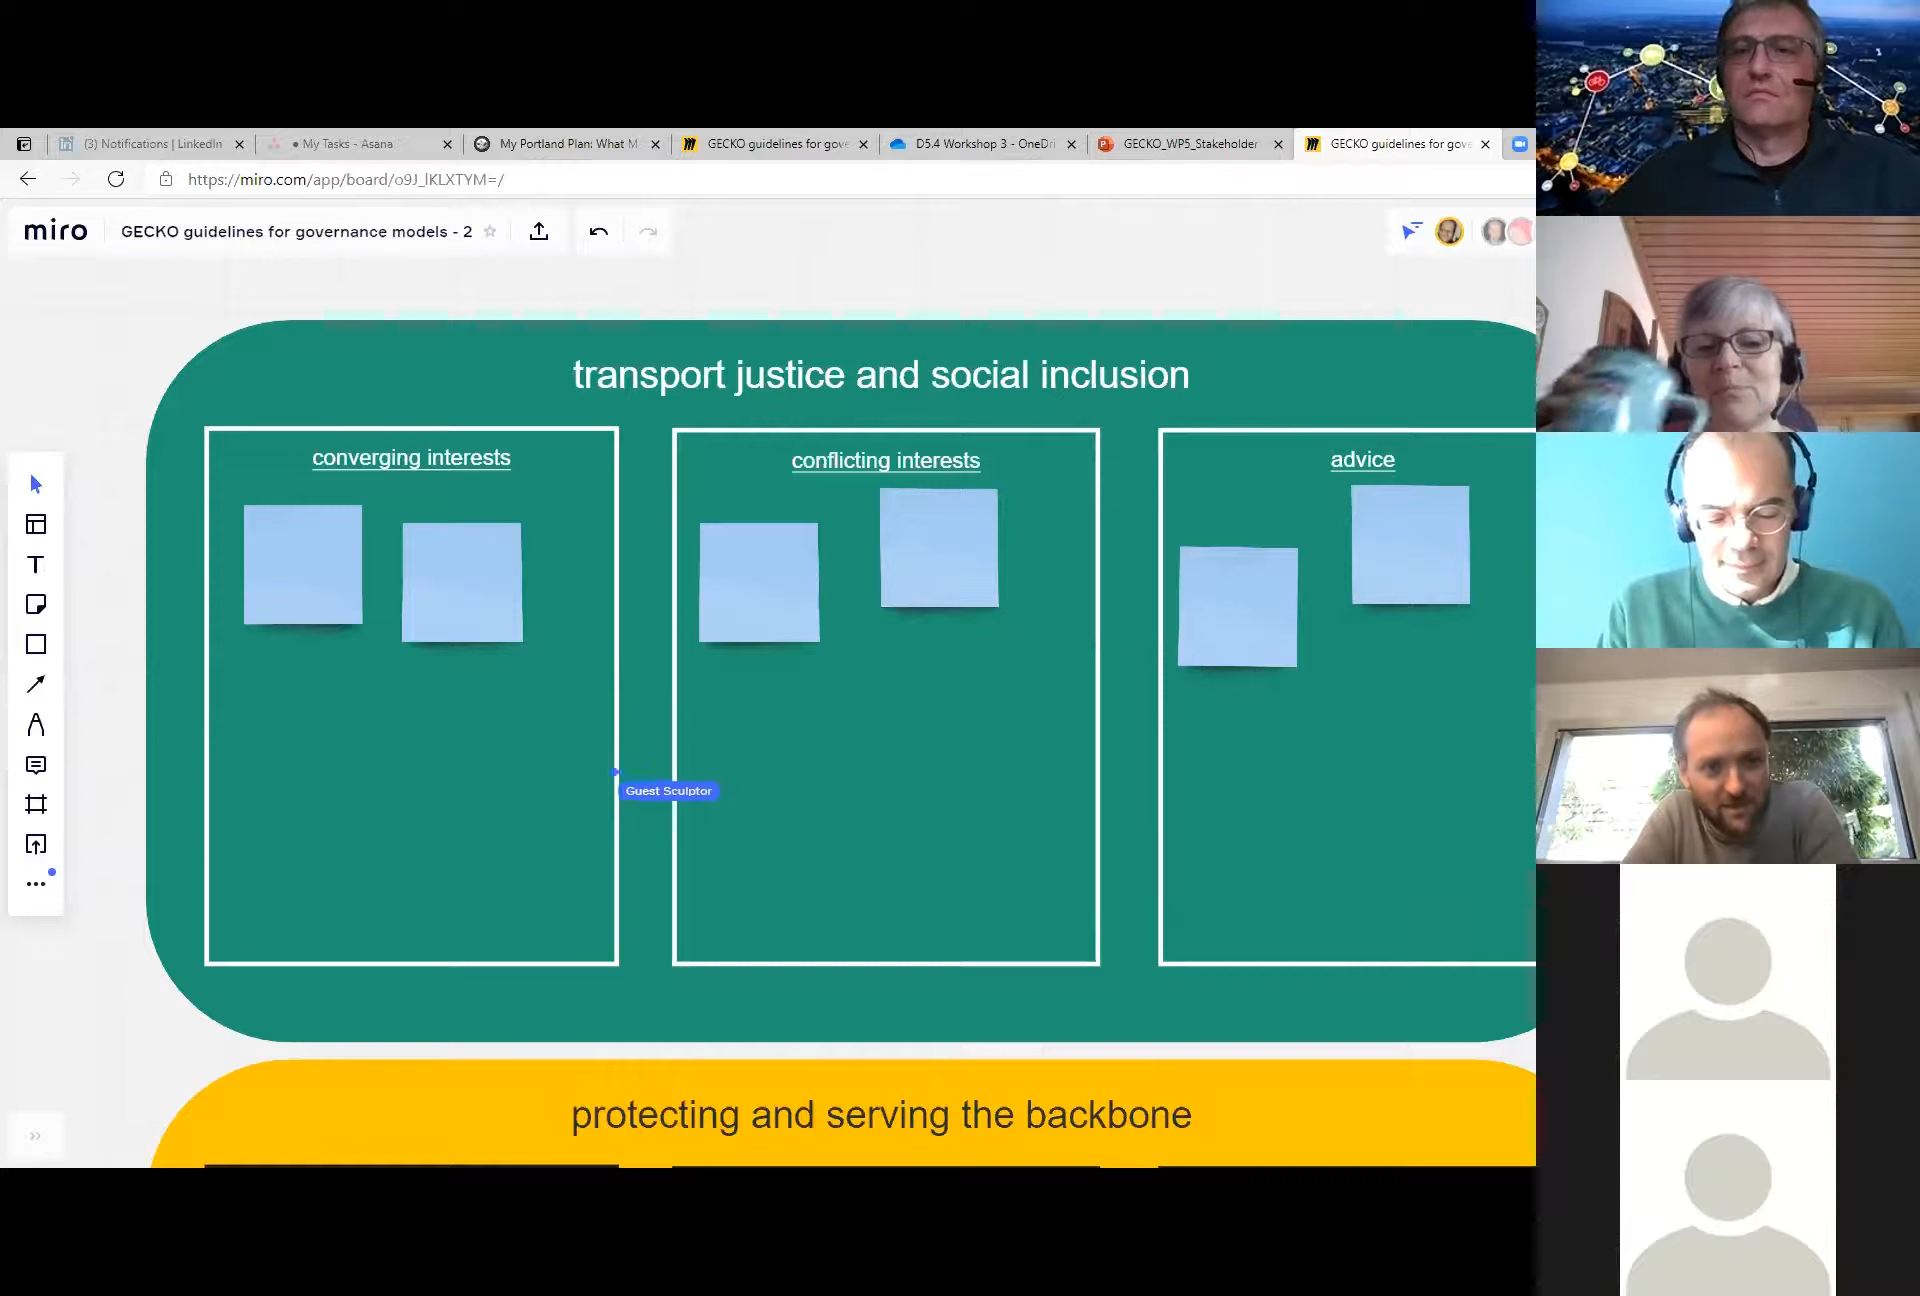 (3) Notifications | LinkedIn
• My Tasks - Asana
My Portland Plan: What M
GECKO guidelines for gove
D5.4 Workshop 3 - OneDri
GECKO_WP5_Stakeholder
GECKO guidelines for gove
https://miro.com/app/board/o9J_lKLXTYM=/
miro
GECKO guidelines for governance models - 2
transport justice and social inclusion
converging interests
conflicting interests
advice
Guest Sculptor
protecting and serving the backbone